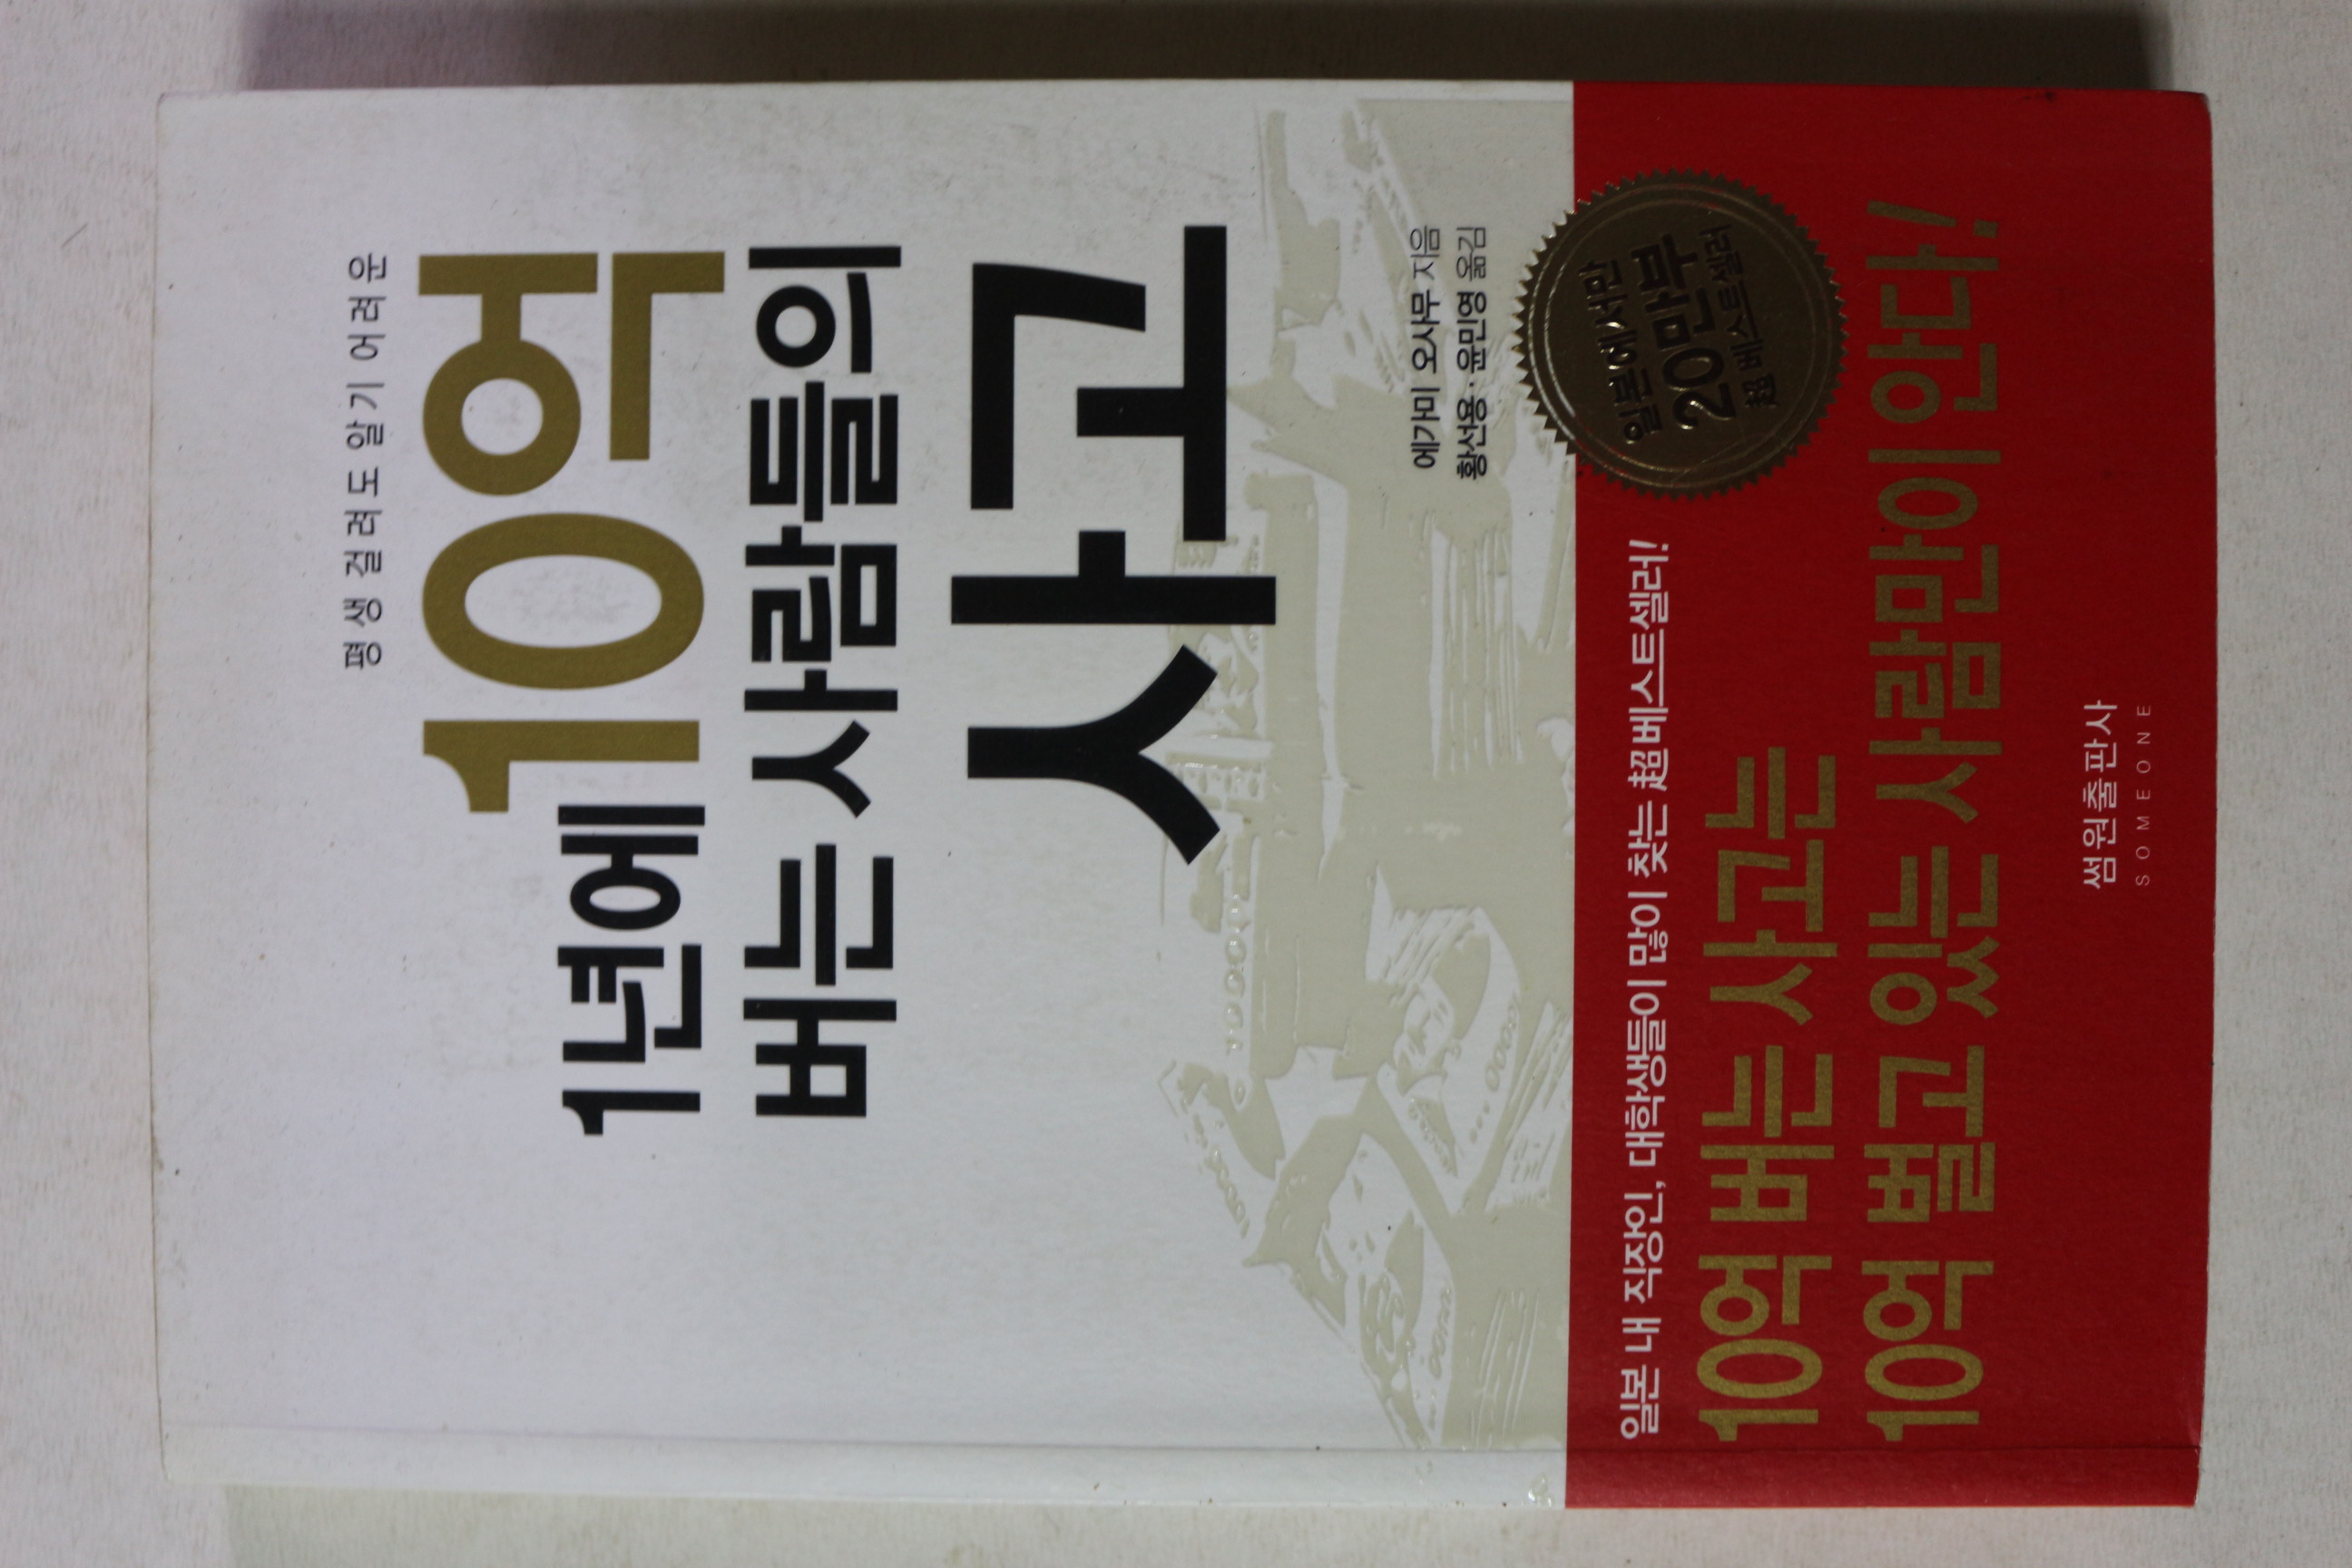 평생 걸려도 알기 어려운
1년에 10억
버는 사람들의
사고
에가미 오사무 지음
황선용·윤민영 옮김
일본에서만
20만부
超베스트셀러
일본 내 직장인, 대학생들이 많이 찾는 超베스트셀러!
10억 버는 사고는
10억 벌고 있는 사람만이 안다!
썸원출판사
SOMEONE